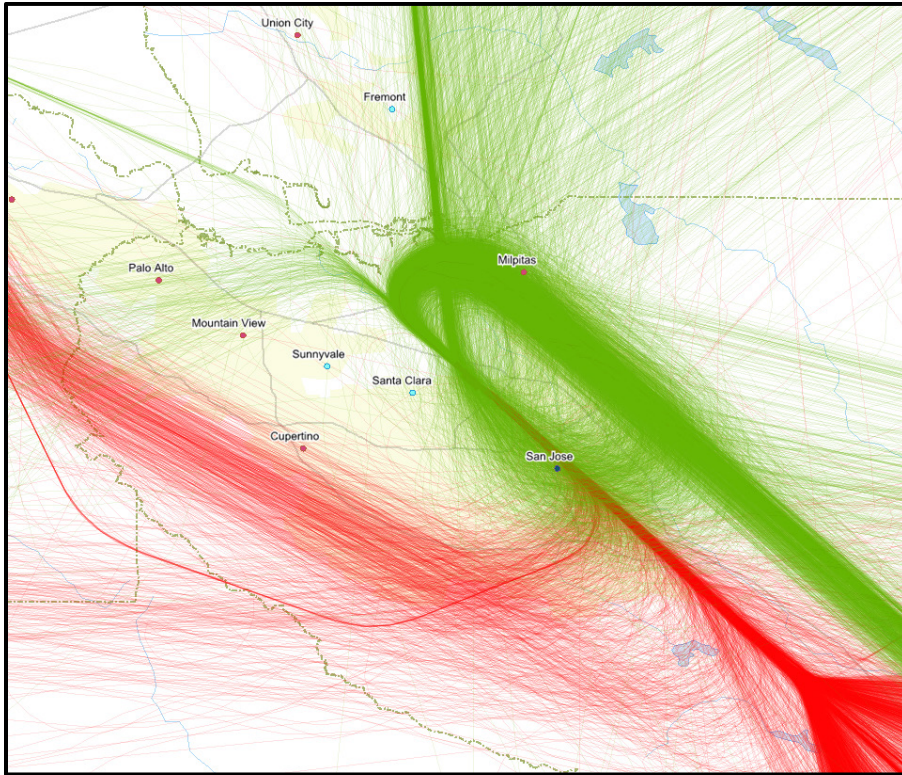 Union City
Fremont
Milpitas
Palo Alto
Mountain View
Sunnyvale
Santa Clara
Cupertino
San Jose